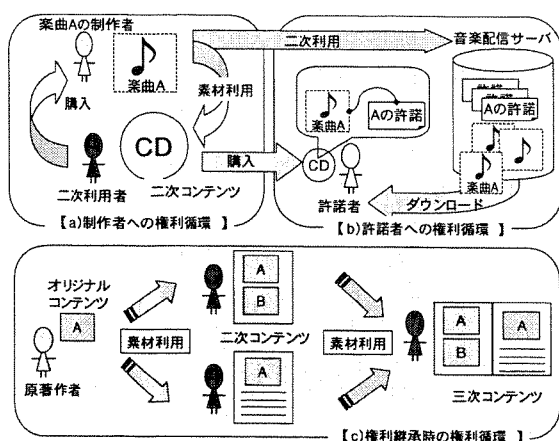 楽曲Aの制作者
楽曲A
購入
素材利用
CD
二次利用者
二次コンテンツ
【a)制作者への権利循環 】
二次利用
購入
音楽配信サーバ
許諾
許諾
Aの許諾
楽曲A
楽曲A
Aの許諾
CD
許諾者
ダウンロード
【b)許諾者への権利循環 】
オリジナル
コンテンツ
A
原著作者
素材利用
A
B
二次コンテンツ
A
素材利用
A
B
A
三次コンテンツ
【c)権利継承時の権利循環 】